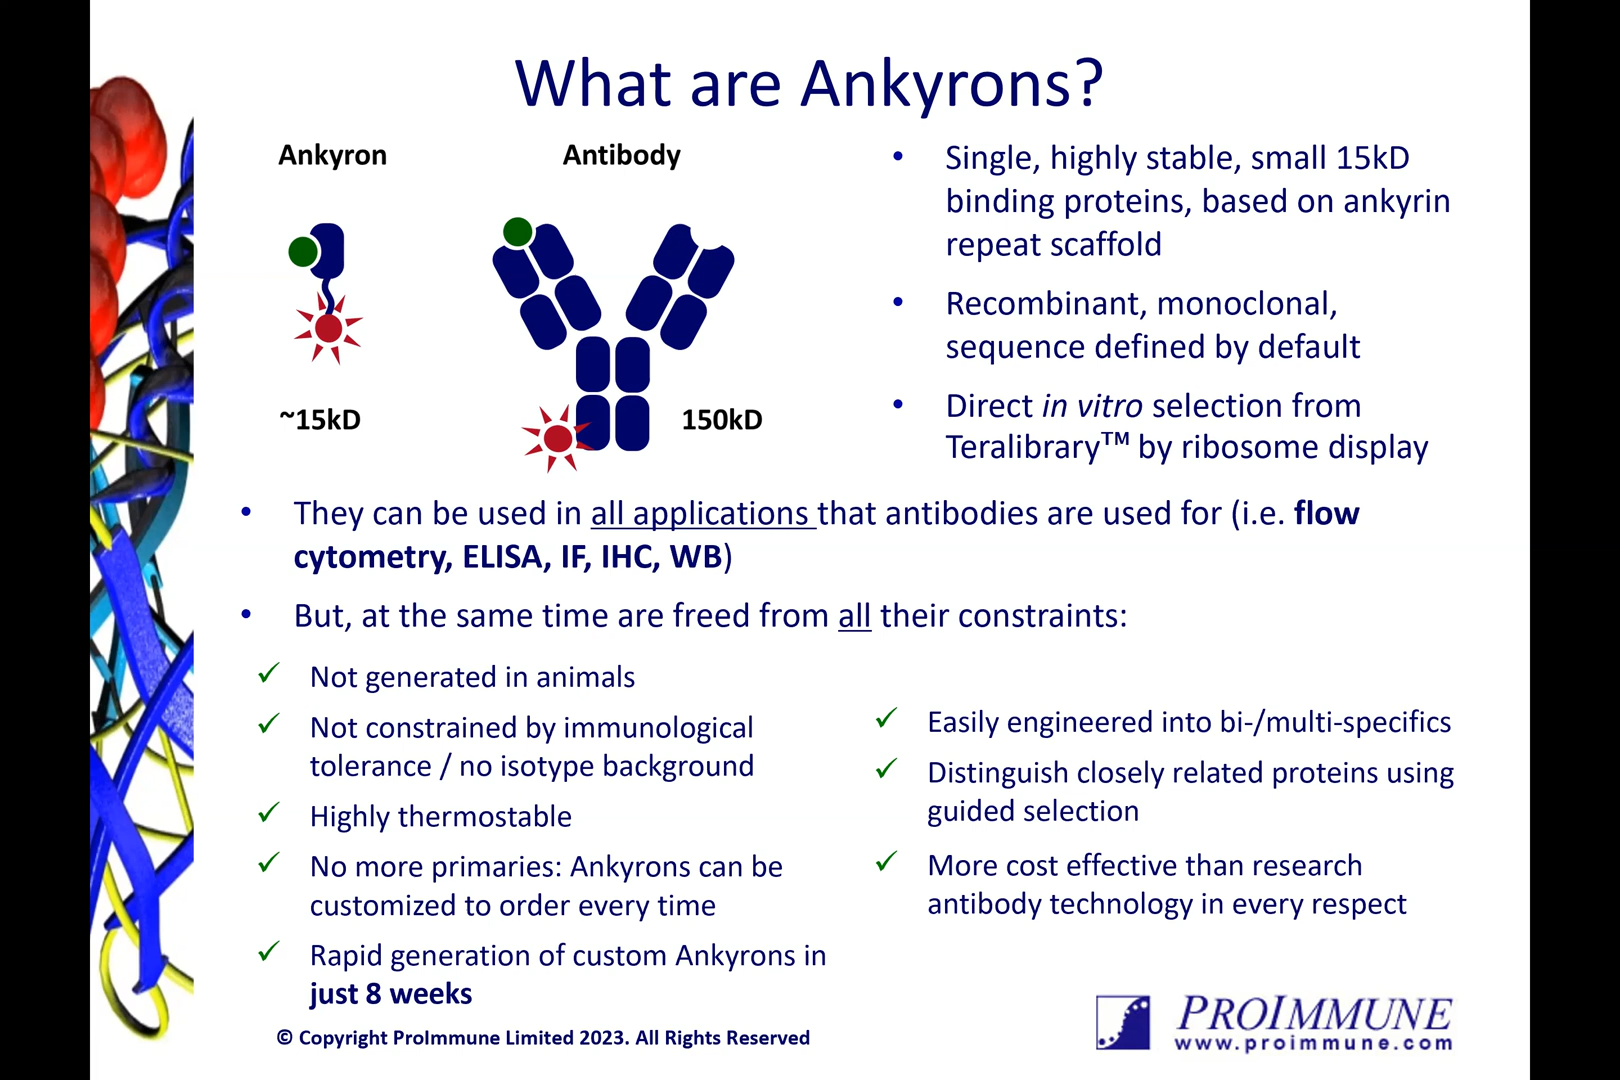 What are Ankyrons?
Ankyron
Antibody
~15kD
150kD
• Single, highly stable, small 15kD
binding proteins, based on ankyrin
repeat scaffold
• Recombinant, monoclonal,
sequence defined by default
• Direct in vitro selection from
Teralibrary™ by ribosome display
• They can be used in all applications that antibodies are used for (i.e. flow
cytometry, ELISA, IF, IHC, WB)
• But, at the same time are freed from all their constraints:
✓ Not generated in animals
✓ Not constrained by immunological
tolerance / no isotype background
✓ Highly thermostable
✓ No more primaries: Ankyrons can be
customized to order every time
✓ Rapid generation of custom Ankyrons in
just 8 weeks
✓ Easily engineered into bi-/multi-specifics
✓ Distinguish closely related proteins using
guided selection
✓ More cost effective than research
antibody technology in every respect
© Copyright ProImmune Limited 2023. All Rights Reserved
PROIMMUNE
www.proimmune.com